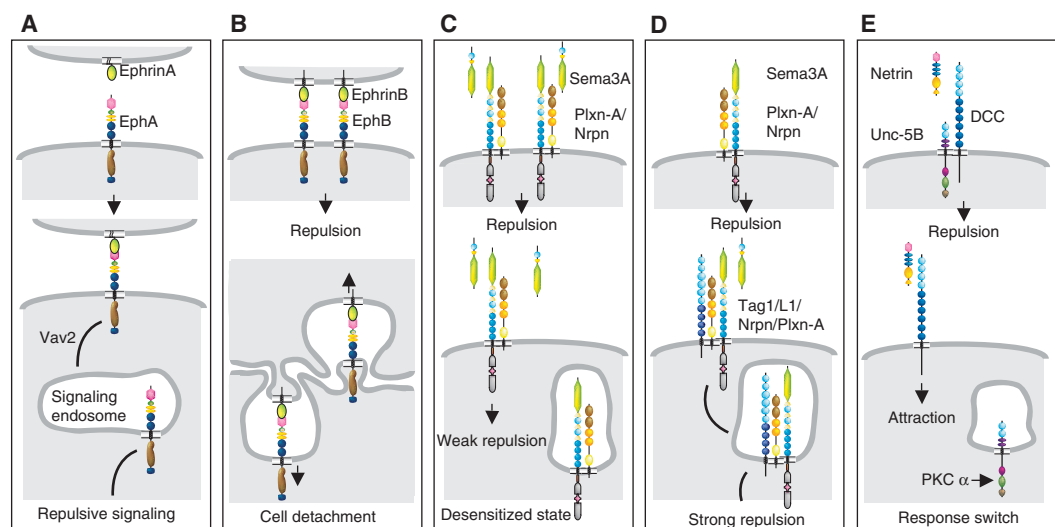 A
EphrinA
EphA
Vav2
Signaling
endosome
Repulsive signaling
B
EphrinB
EphB
Repulsion
Cell detachment
C
Sema3A
Plxn-A/
Nrpn
Repulsion
Weak repulsion
Desensitized state
D
Sema3A
Plxn-A/
Nrpn
Repulsion
Tag1/L1/
Nrpn/Plxn-A
Strong repulsion
E
Netrin
DCC
Unc-5B
Repulsion
Attraction
PKC α
Response switch